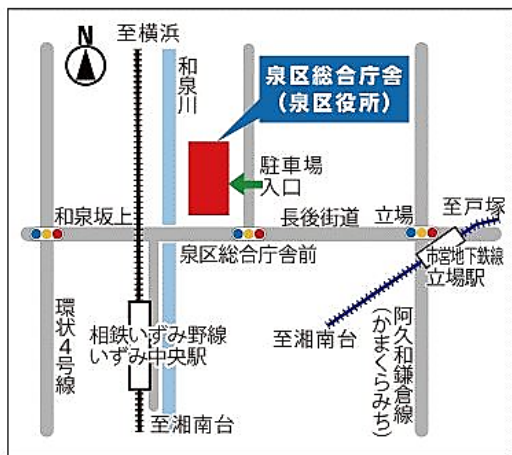 N
至横浜
和泉川
泉区総合庁舎
(泉区役所)
駐車場
入口
和泉坂上
長後街道
立場
至戸塚
泉区総合庁舎前
市営地下鉄線
立場駅
環状4号線
相鉄いずみ野線
いずみ中央駅
至湘南台
阿久和鎌倉線
(かまくらみち)
至湘南台